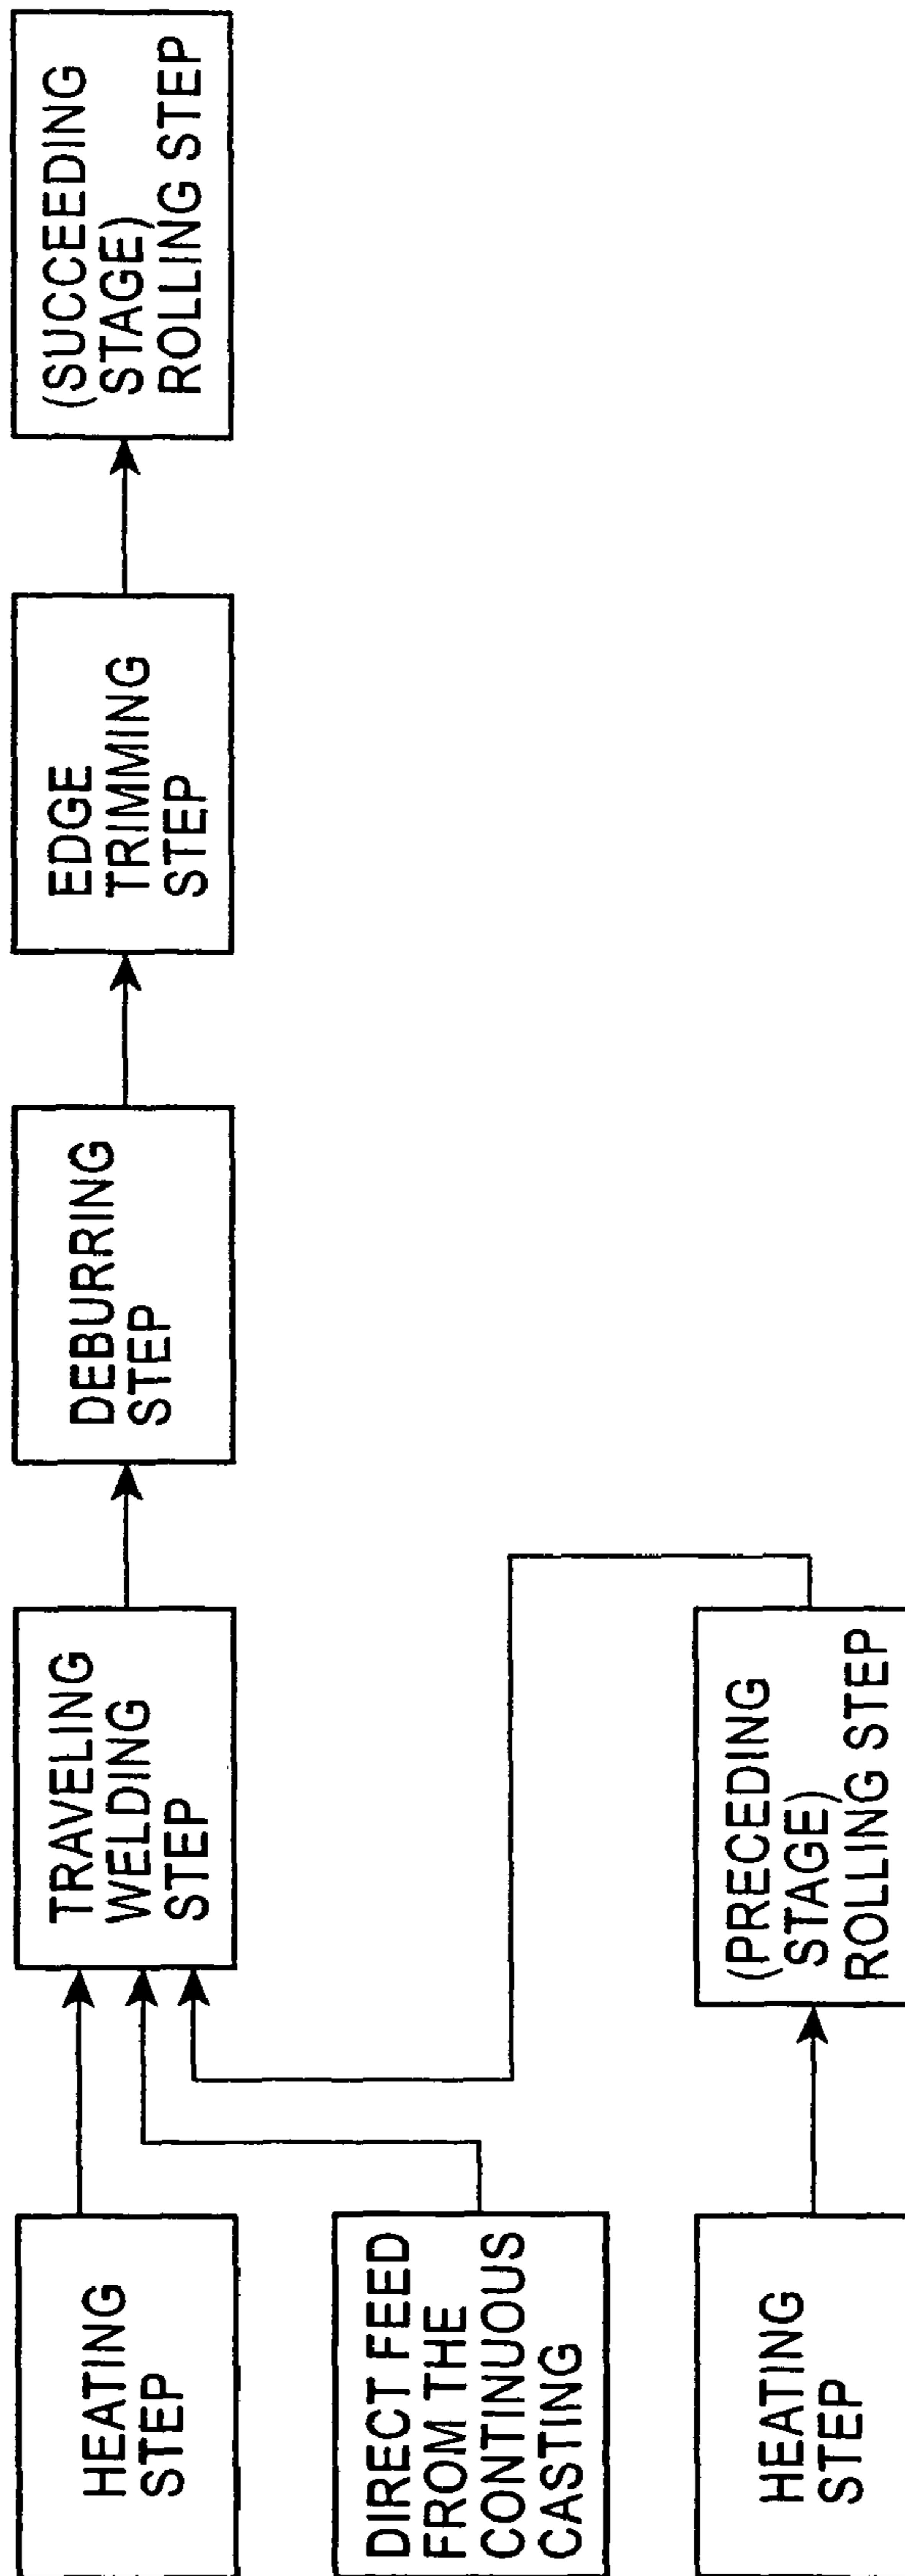 HEATING
STEP
TRAVELING
WELDING
STEP
DEBURRING
STEP
EDGE
TRIMMING
STEP
(SUCCEEDING
STAGE)
ROLLING STEP
DIRECT FEED
FROM THE
CONTINUOUS
CASTING
HEATING
STEP
(PRECEDING
STAGE)
ROLLING STEP